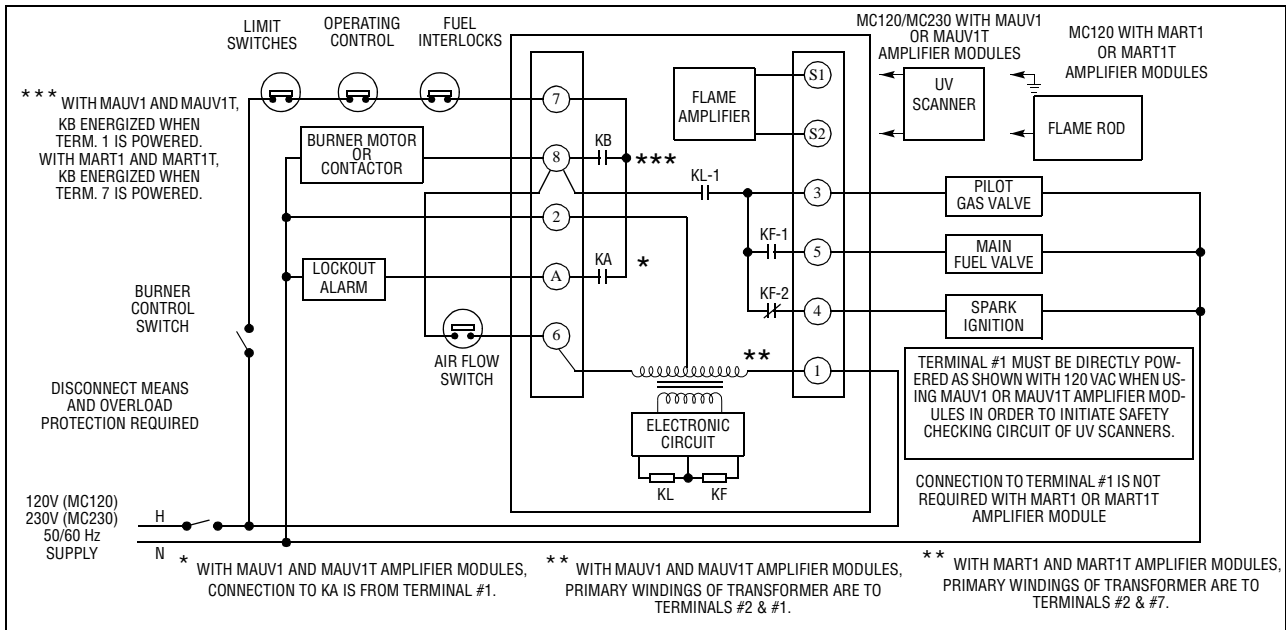 LIMIT
SWITCHES
OPERATING
CONTROL
FUEL
INTERLOCKS
MC120/MC230 WITH MAUV1
OR MAUV1T
AMPLIFIER MODULES
MC120 WITH MART1
OR MART1T
AMPLIFIER MODULES
*** WITH MAUV1 AND MAUV1T,
KB ENERGIZED WHEN
TERM. 1 IS POWERED.
WITH MART1 AND MART1T,
KB ENERGIZED WHEN
TERM. 7 IS POWERED.
7
FLAME
AMPLIFIER
S1
S2
UV
SCANNER
FLAME ROD
BURNER MOTOR
OR
CONTACTOR
8
KB
***
KL-1
3
PILOT
GAS VALVE
2
KF-1
5
MAIN
FUEL VALVE
LOCKOUT
ALARM
A
KA
*
KF-2
4
SPARK
IGNITION
BURNER
CONTROL
SWITCH
6
AIR FLOW
SWITCH
**
1
TERMINAL #1 MUST BE DIRECTLY POW-
ERED AS SHOWN WITH 120 VAC WHEN US-
ING MAUV1 OR MAUV1T AMPLIFIER MOD-
ULES IN ORDER TO INITIATE SAFETY
CHECKING CIRCUIT OF UV SCANNERS.
DISCONNECT MEANS
AND OVERLOAD
PROTECTION REQUIRED
ELECTRONIC
CIRCUIT
KL
KF
CONNECTION TO TERMINAL #1 IS NOT
REQUIRED WITH MART1 OR MART1T
AMPLIFIER MODULE
120V (MC120)
230V (MC230)
50/60 Hz
SUPPLY
H
N
* WITH MAUV1 AND MAUV1T AMPLIFIER MODULES,
CONNECTION TO KA IS FROM TERMINAL #1.
** WITH MAUV1 AND MAUV1T AMPLIFIER MODULES,
PRIMARY WINDINGS OF TRANSFORMER ARE TO
TERMINALS #2 & #1.
** WITH MART1 AND MART1T AMPLIFIER MODULES,
PRIMARY WINDINGS OF TRANSFORMER ARE TO
TERMINALS #2 & #7.